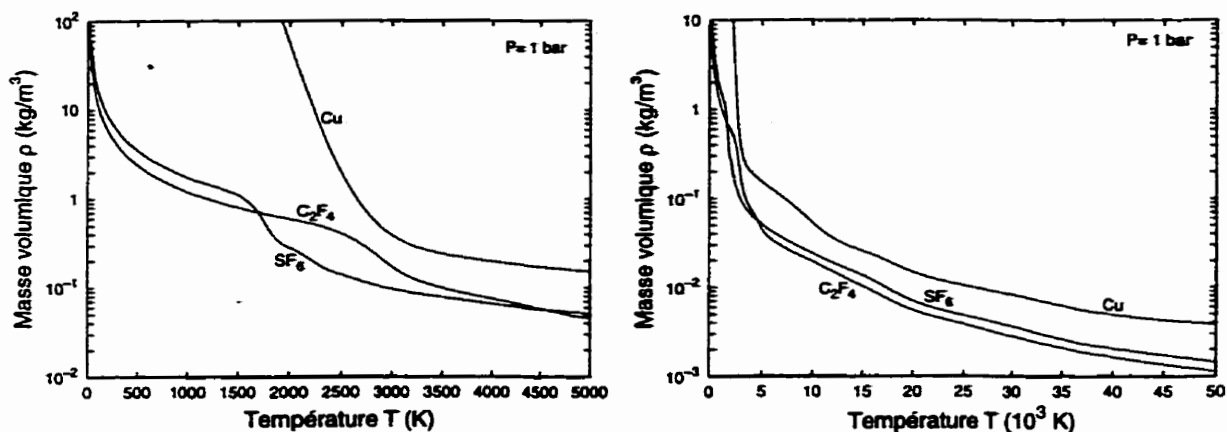 10²
10
1
10⁻¹
10⁻²
Masse volumique ρ (kg/m³)
P= 1 bar
Cu
C₂F₄
SF₆
0 500 1000 1500 2000 2500 3000 3500 4000 4500 5000
Température T (K)
10
1
10⁻¹
10⁻²
10⁻³
Masse volumique ρ (kg/m³)
P= 1 bar
Cu
SF₆
C₂F₄
0 5 10 15 20 25 30 35 40 45 50
Température T (10³ K)